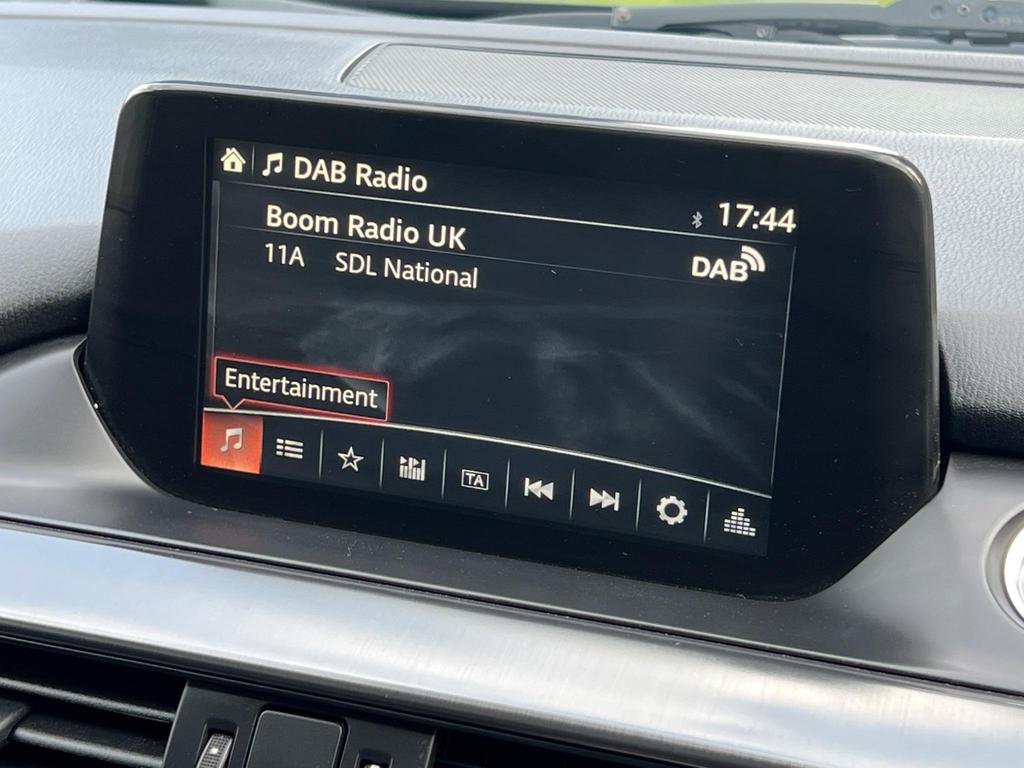 DAB Radio
17:44
Boom Radio UK
DAB
11A SDL National
Entertainment
TA